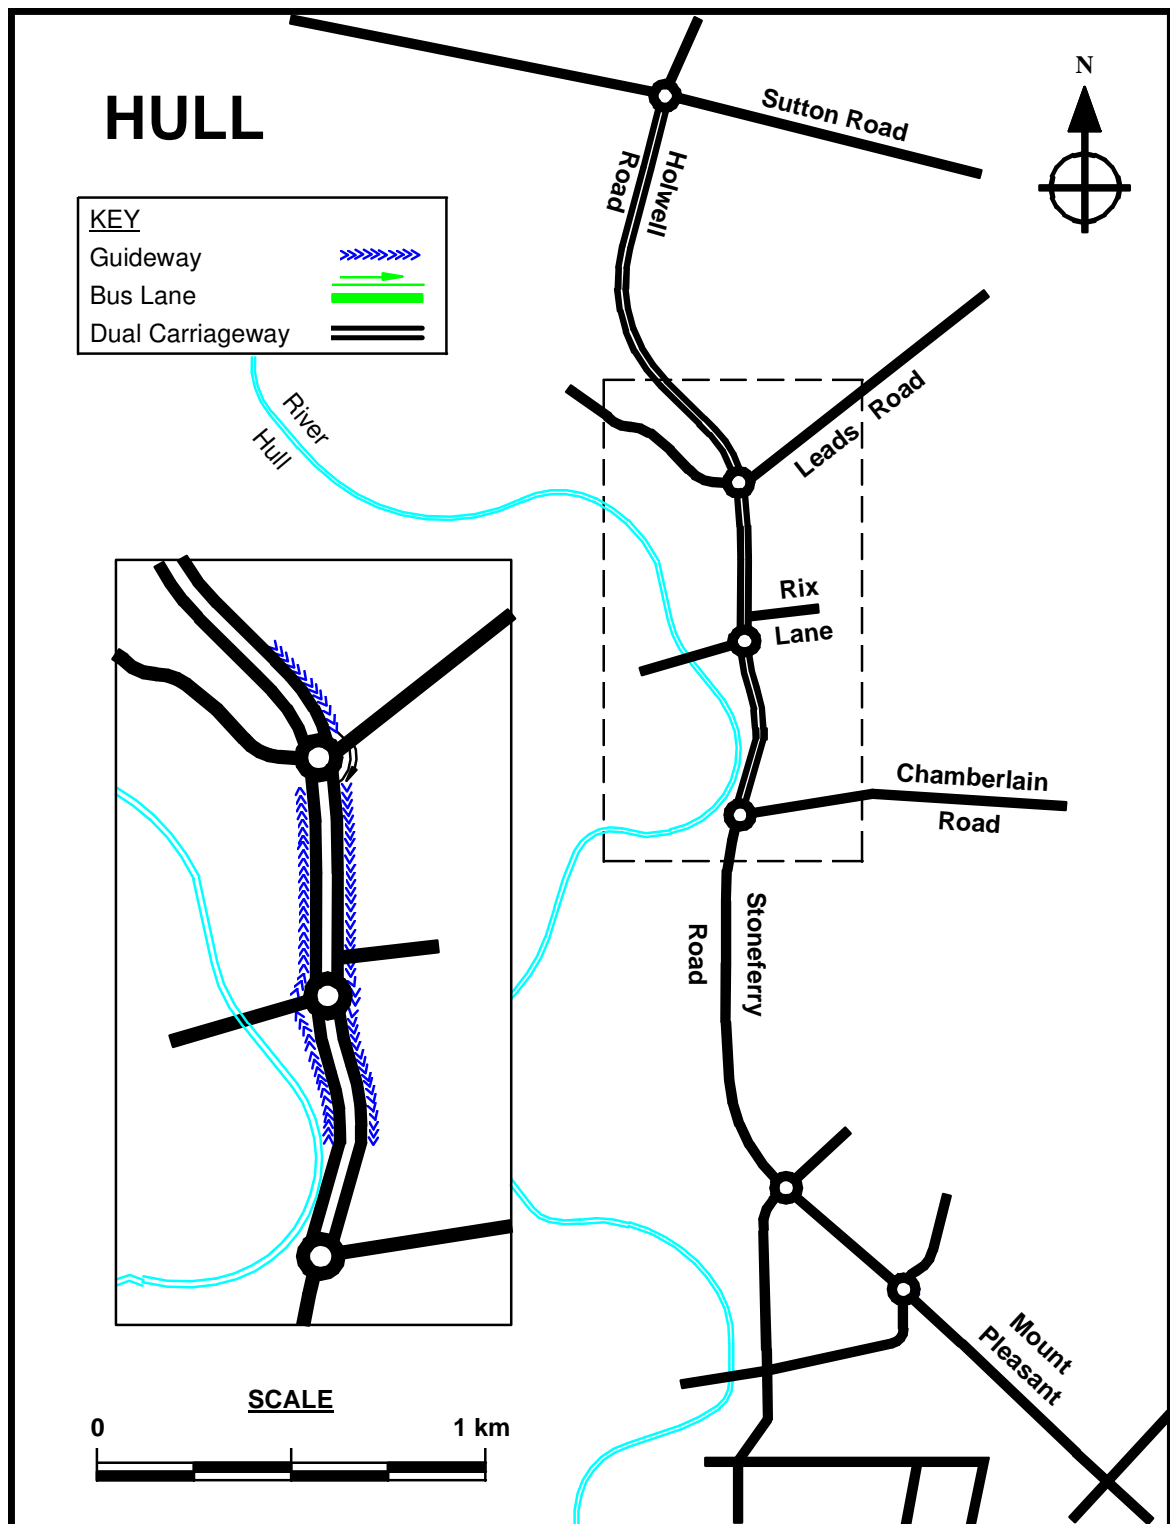 N
HULL
Sutton Road
Holwell
Road
KEY
Guideway
Bus Lane
Dual Carriageway
River
Hull
Leads Road
Rix
Lane
Chamberlain
Road
Stoneferry
Road
Mount
Pleasant
SCALE
0 1 km